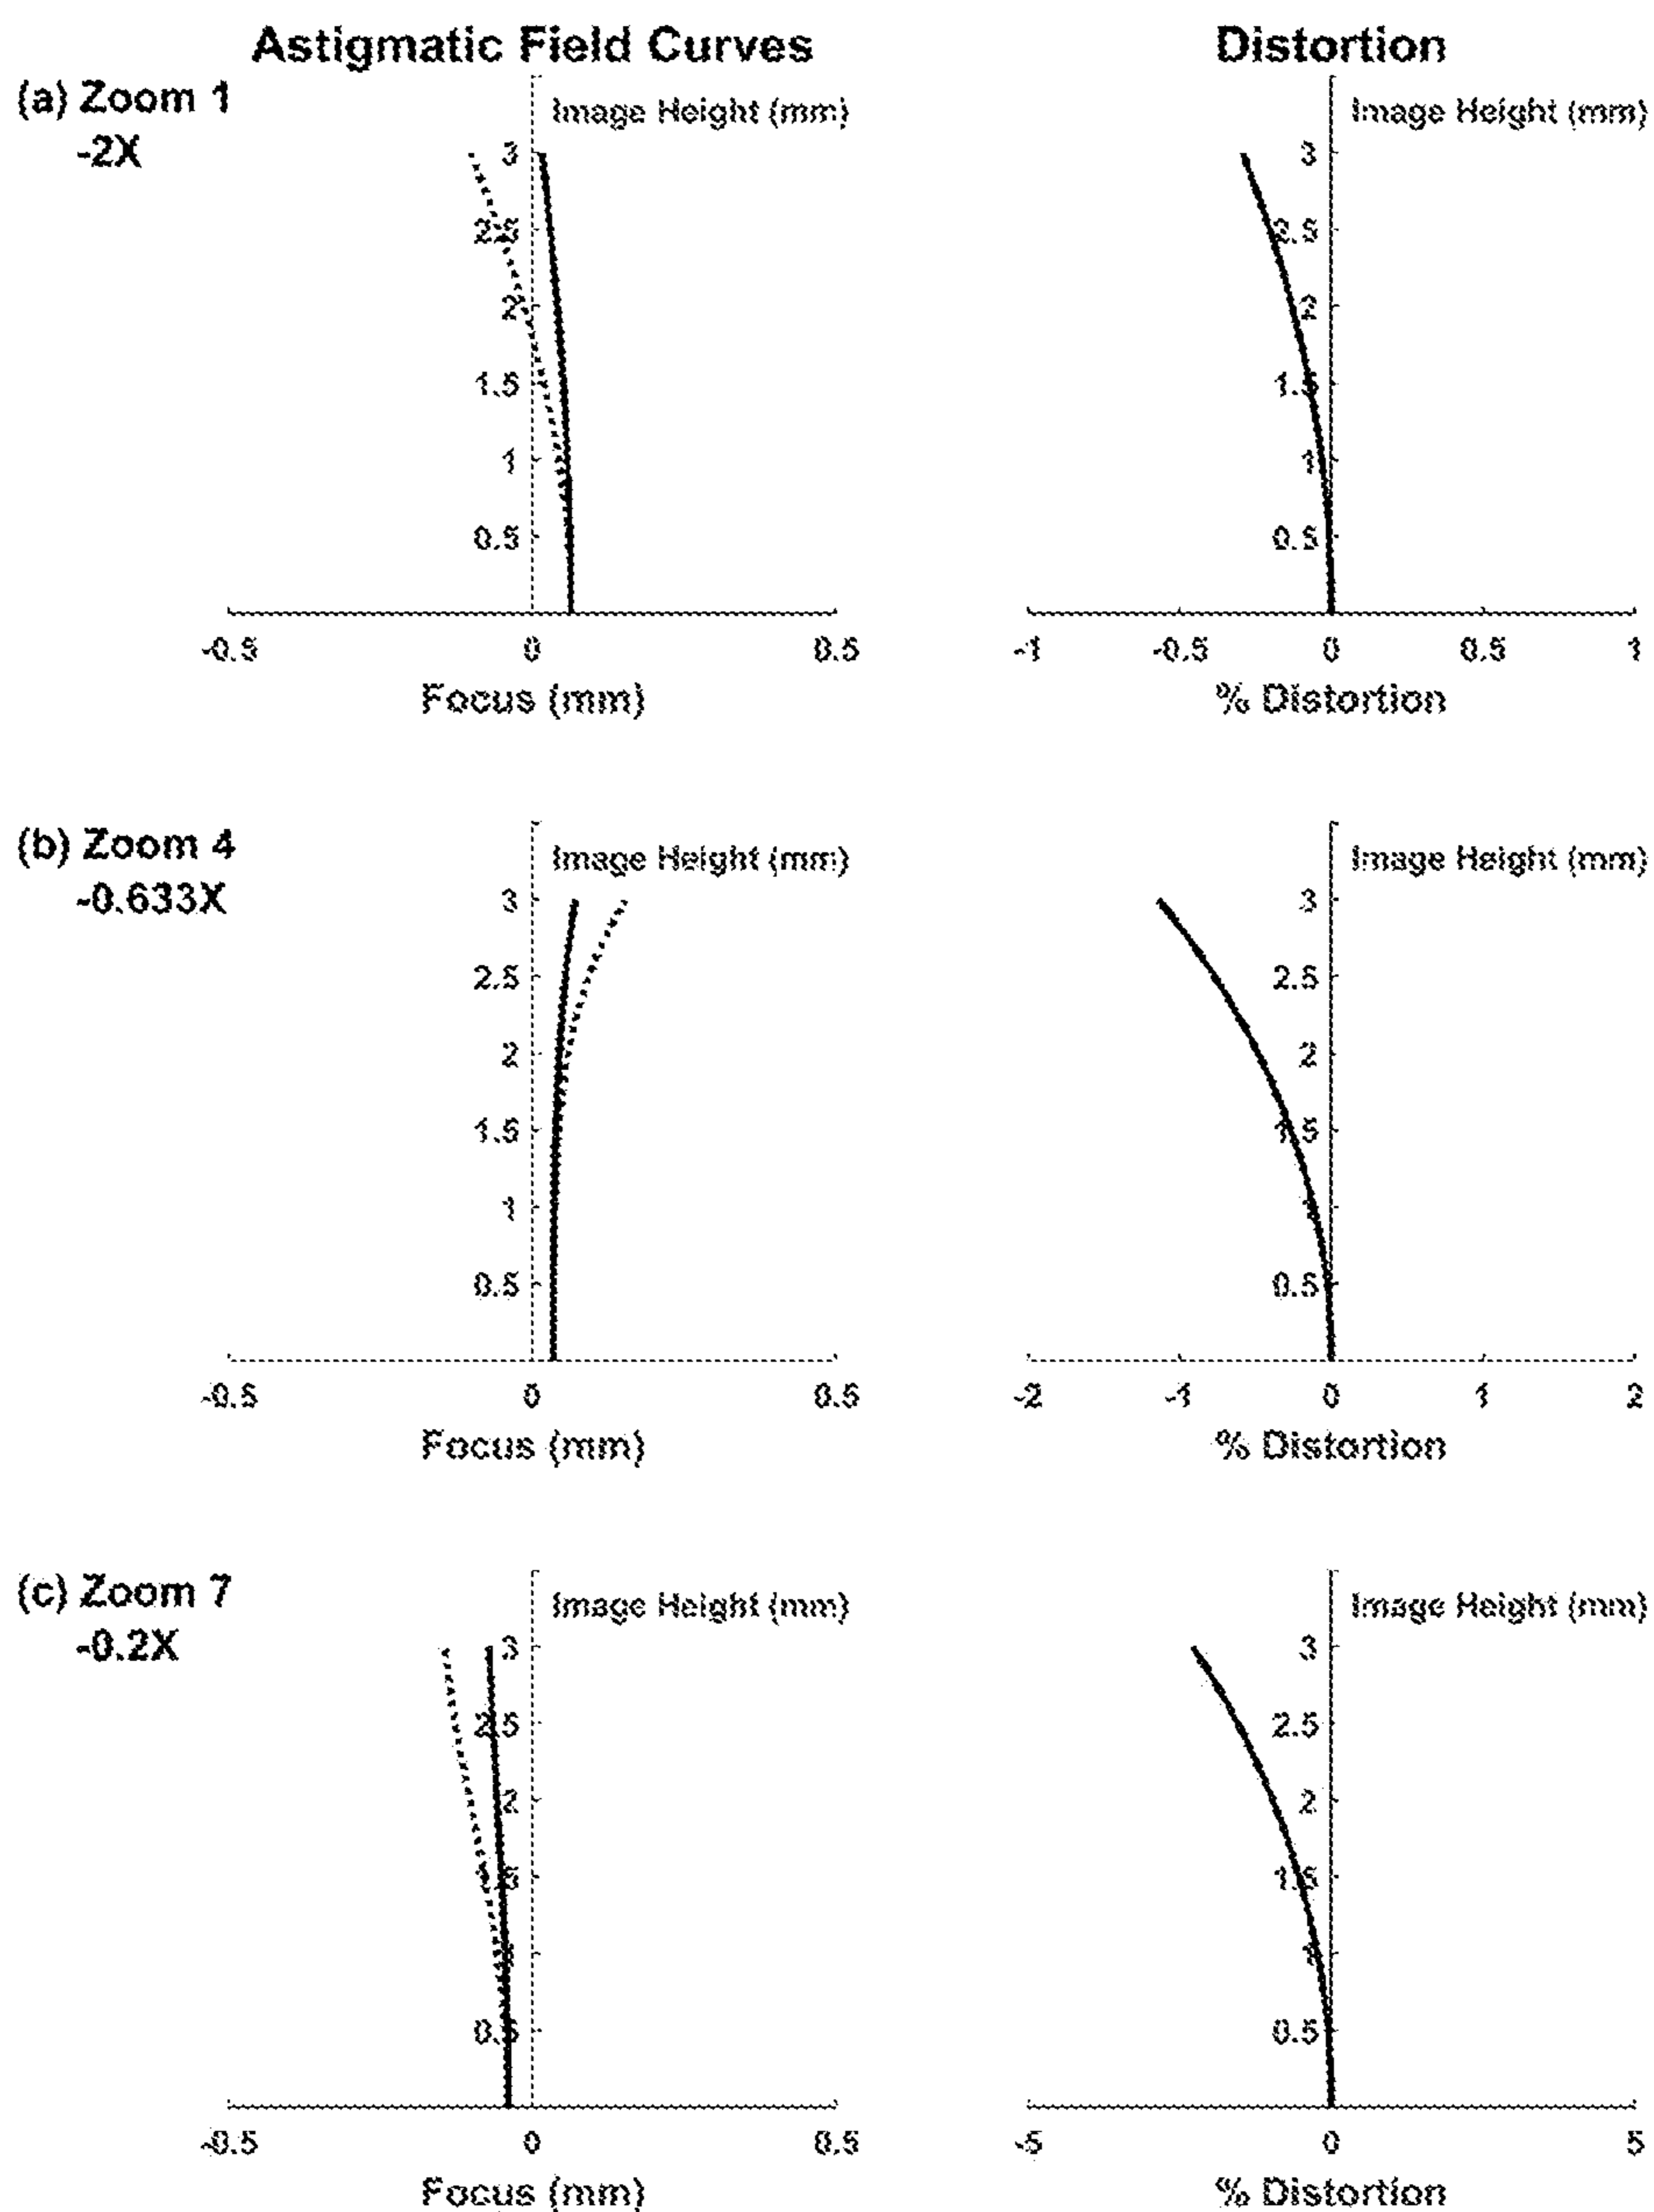 Astigmatic Field Curves Distortion
(a) Zoom 1
-2X
Image Height (mm) Image Height (mm)
3 3
2.5 2.5
2 2
1.5 1.5
1 1
0.5 0.5
-0.5 0 0.5 -1 -0.5 0 0.5 1
Focus (mm) % Distortion
(b) Zoom 4
-0.633X
Image Height (mm) Image Height (mm)
3 3
2.5 2.5
2 2
1.5 1.5
1 1
0.5 0.5
-0.5 0 0.5 -2 -1 0 1 2
Focus (mm) % Distortion
(c) Zoom 7
-0.2X
Image Height (mm) Image Height (mm)
3 3
2.5 2.5
2 2
1.5 1.5
1 1
0.5 0.5
-0.5 0 0.5 -5 0 5
Focus (mm) % Distortion